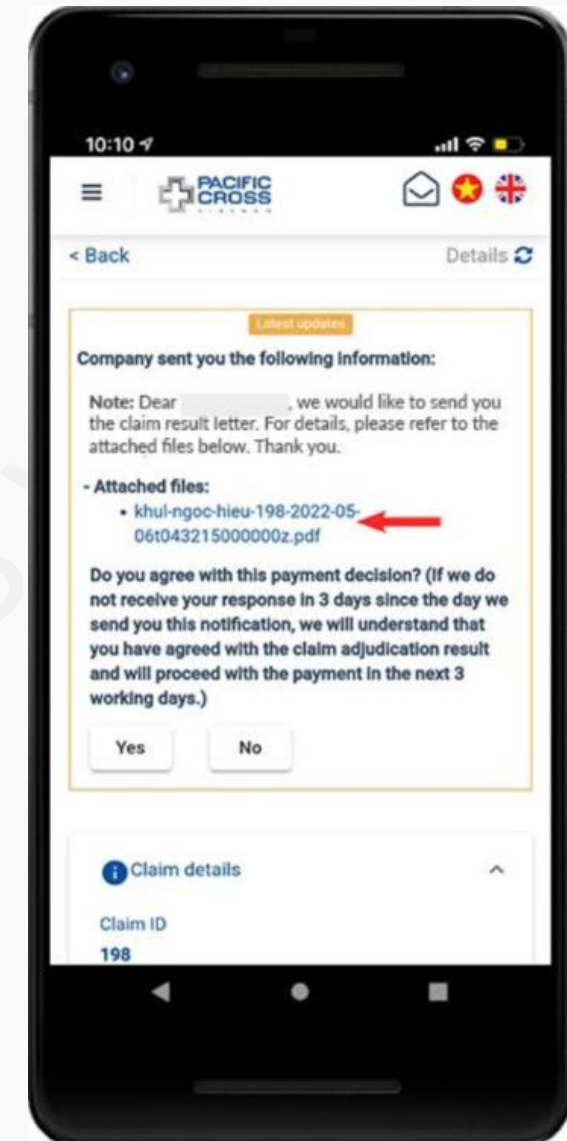 10:10
PACIFIC
CROSS
< Back
Details
Latest updates
Company sent you the following information:
Note: Dear , we would like to send you
the claim result letter. For details, please refer to the
attached files below. Thank you.
- Attached files:
• khul-ngoc-hieu-198-2022-05-
06t043215000000z.pdf
Do you agree with this payment decision? (If we do
not receive your response in 3 days since the day we
send you this notification, we will understand that
you have agreed with the claim adjudication result
and will proceed with the payment in the next 3
working days.)
Yes No
Claim details
Claim ID
198